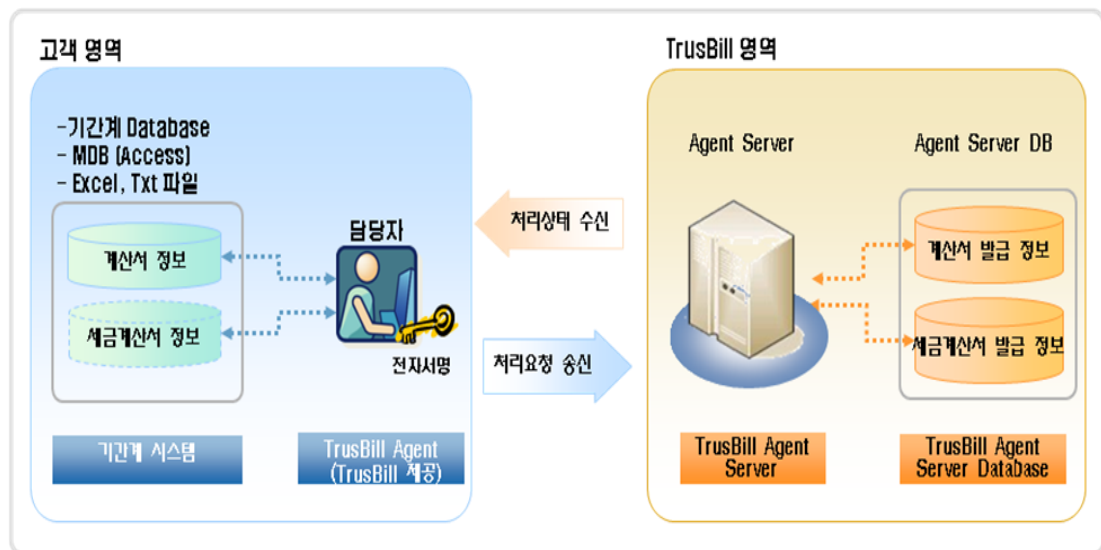 고객 영역
-기간계 Database
- MDB (Access)
- Excel, Txt 파일
계산서 정보
세금계산서 정보
담당자
전자서명
기간계 시스템
TrusBill Agent
(TrusBill 제공)
처리상태 수신
처리요청 송신
TrusBill 영역
Agent Server
Agent Server DB
계산서 발급 정보
세금계산서 발급 정보
TrusBill Agent
Server
TrusBill Agent
Server Database